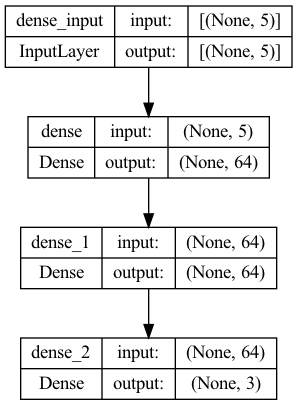 dense_input input: [(None, 5)]
InputLayer output: [(None, 5)]
dense input: (None, 5)
Dense output: (None, 64)
dense_1 input: (None, 64)
Dense output: (None, 64)
dense_2 input: (None, 64)
Dense output: (None, 3)